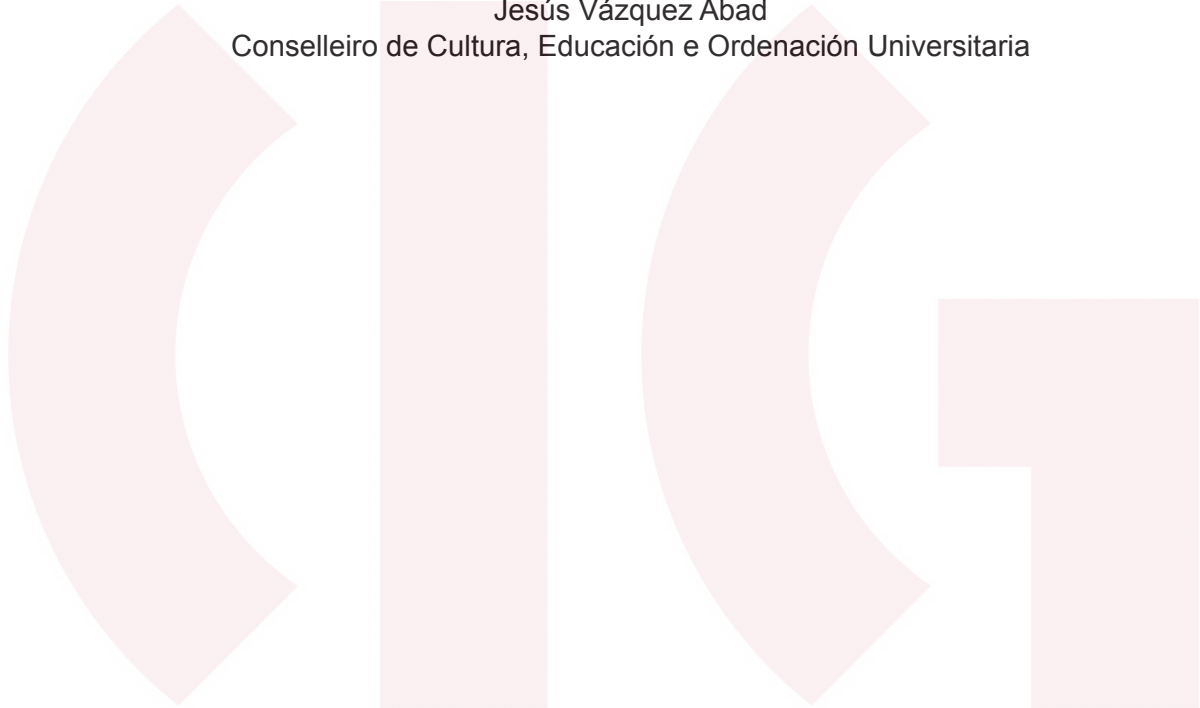 Jesús Vázquez Abad
Conselleiro de Cultura, Educación e Ordenación Universitaria
CIG